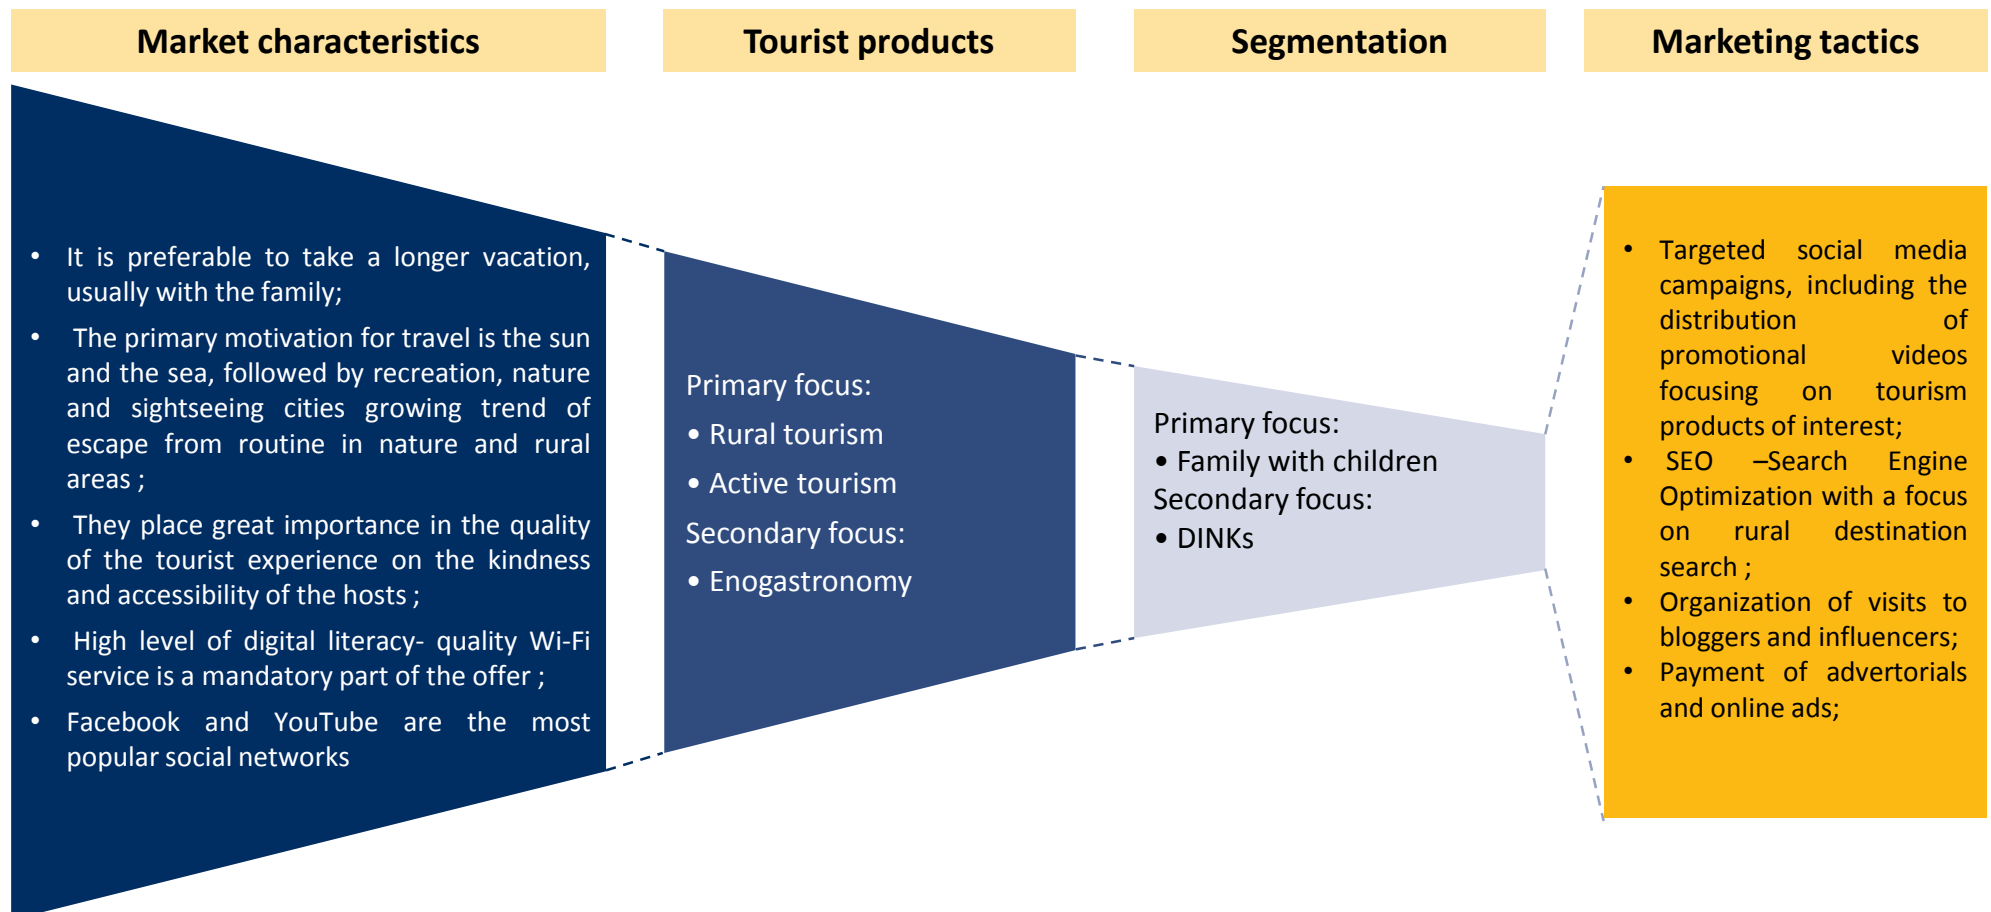 Market characteristics
Tourist products
Segmentation
Marketing tactics
• It is preferable to take a longer vacation,
usually with the family;
• The primary motivation for travel is the sun
and the sea, followed by recreation, nature
and sightseeing cities growing trend of
escape from routine in nature and rural
areas ;
• They place great importance in the quality
of the tourist experience on the kindness
and accessibility of the hosts ;
• High level of digital literacy- quality Wi-Fi
service is a mandatory part of the offer ;
• Facebook and YouTube are the most
popular social networks
Primary focus:
• Rural tourism
• Active tourism
Secondary focus:
• Enogastronomy
Primary focus:
• Family with children
Secondary focus:
• DINKs
• Targeted social media
campaigns, including the
distribution of
promotional videos
focusing on tourism
products of interest;
• SEO –Search Engine
Optimization with a focus
on rural destination
search ;
• Organization of visits to
bloggers and influencers;
• Payment of advertorials
and online ads;